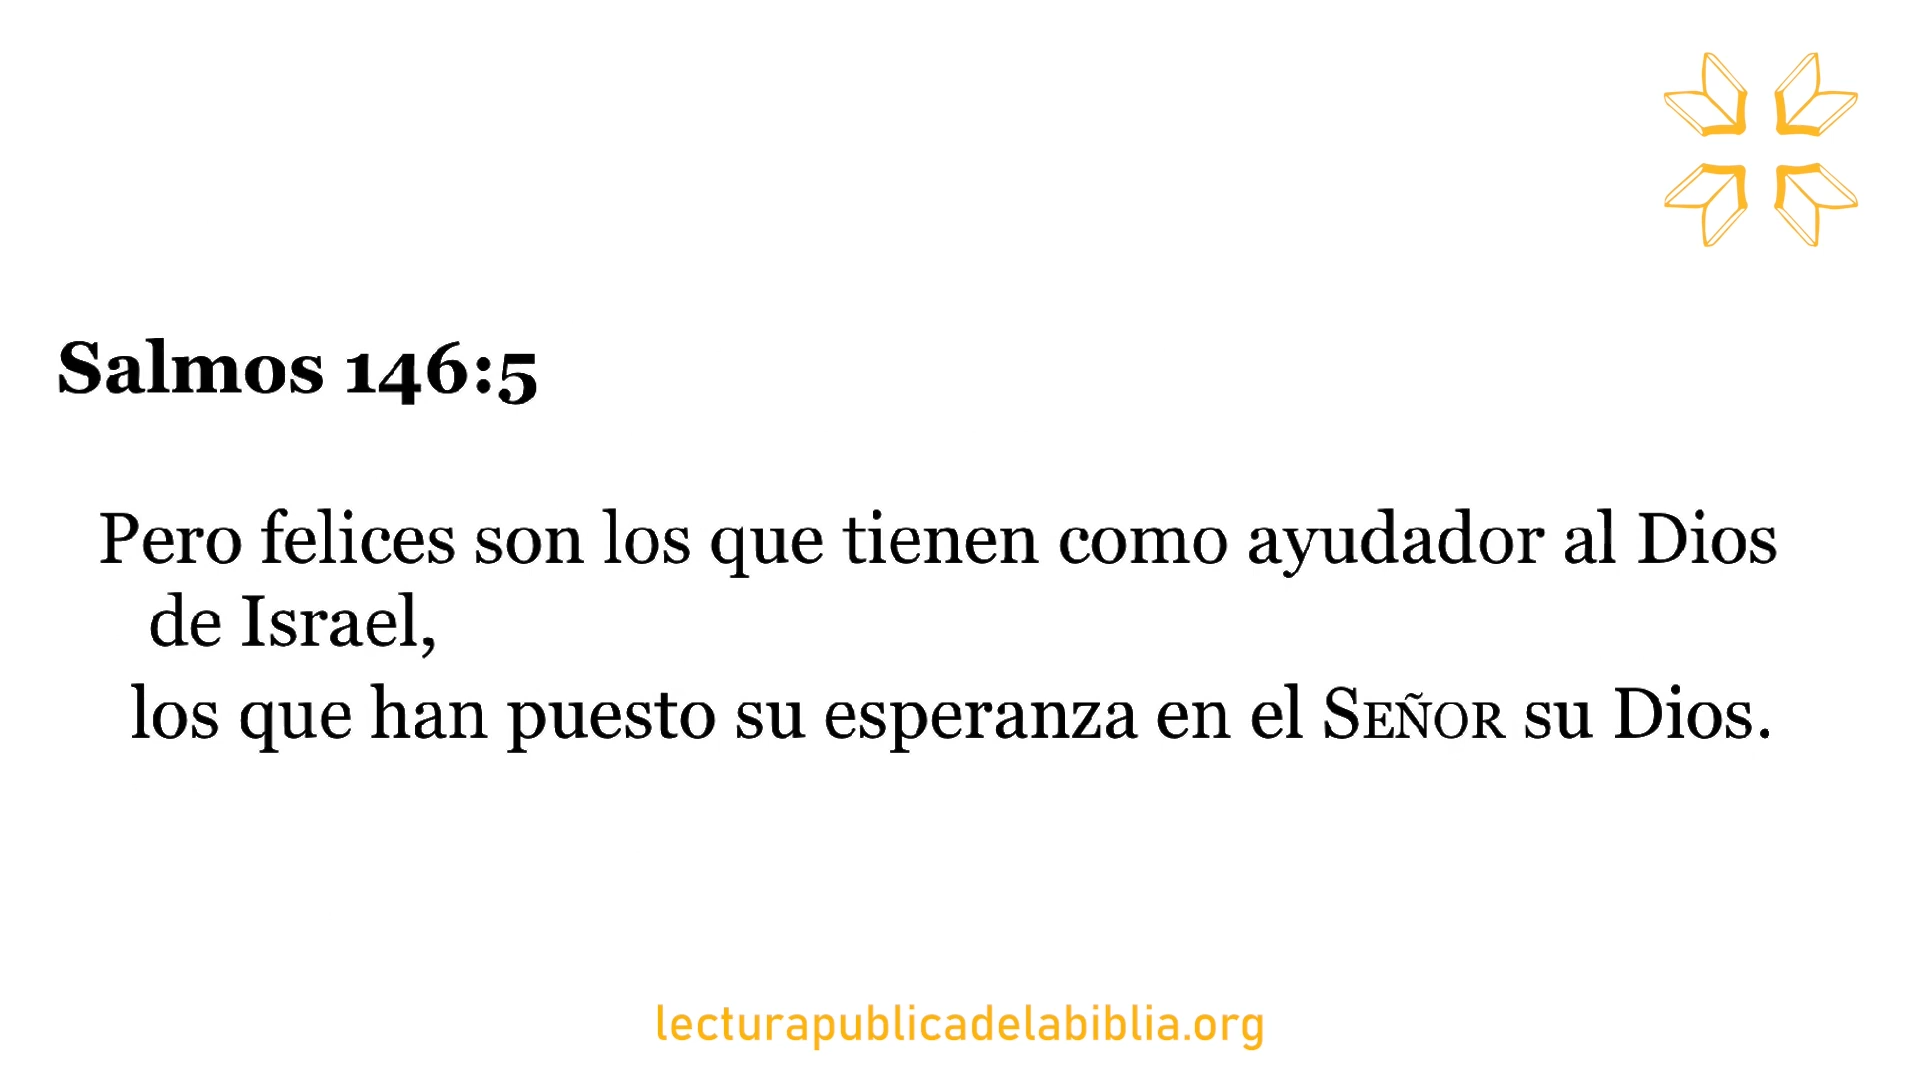 Salmos 146:5
Pero felices son los que tienen como ayudador al Dios
de Israel,
los que han puesto su esperanza en el SEÑOR su Dios.
lecturapublicadelabiblia.org